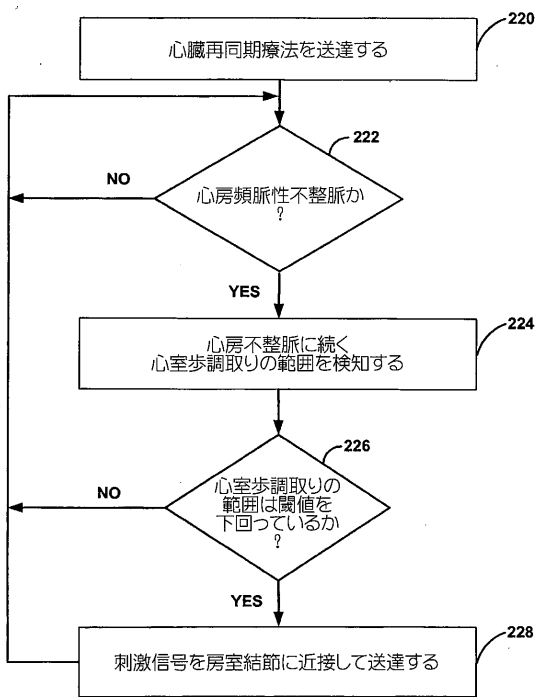 220
心臓再同期療法を送達する
222
NO
心房頻脈性不整脈か
?
YES
224
心房不整脈に続く
心室歩調取りの範囲を検知する
226
NO
心室歩調取りの
範囲は閾値を
下回っているか
?
YES
228
刺激信号を房室結節に近接して送達する